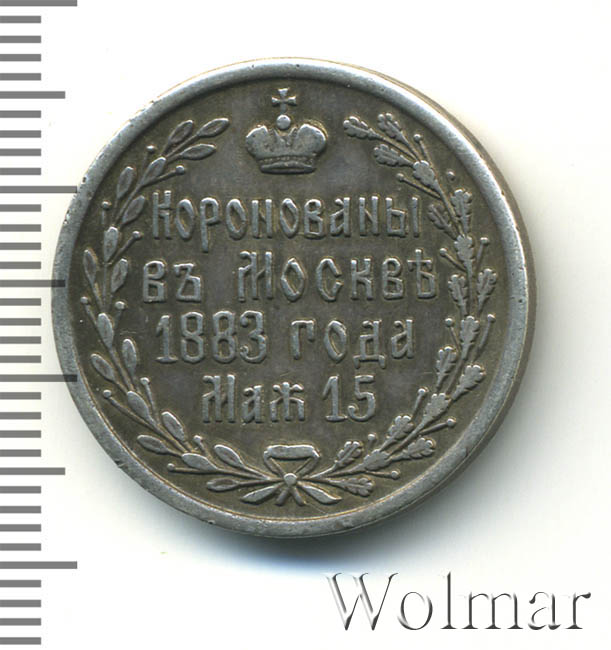 Коронованы
въ Москвѣ
1883 года
Маж 15
Wolmar